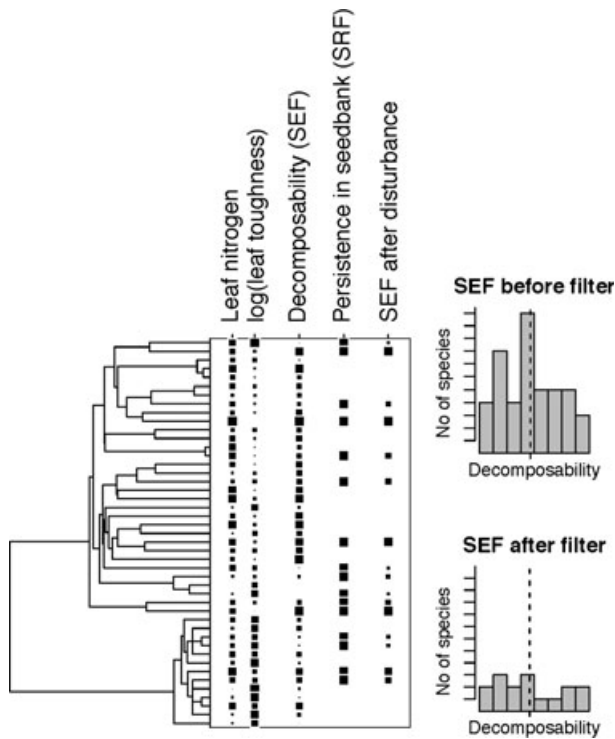 Leaf nitrogen
log(leaf toughness)
Decomposability (SEF)
Persistence in seedbank (SRF)
SEF after disturbance
SEF before filter
No of species
Decomposability
SEF after filter
No of species
Decomposability